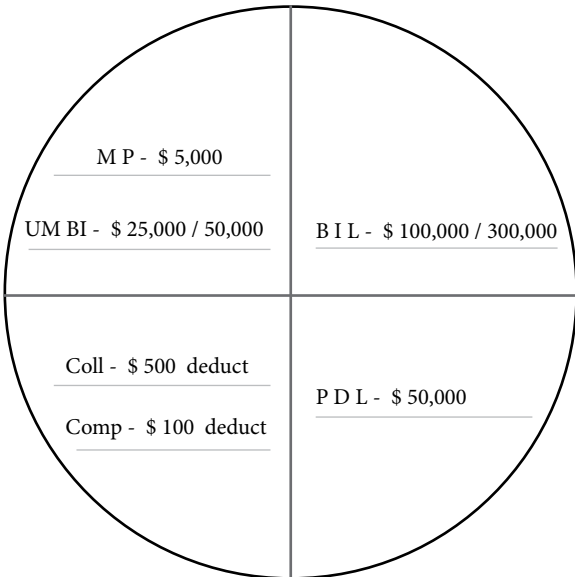 M P - $ 5,000
UM BI - $ 25,000 / 50,000
B I L - $ 100,000 / 300,000
Coll - $ 500 deduct
Comp - $ 100 deduct
P D L - $ 50,000